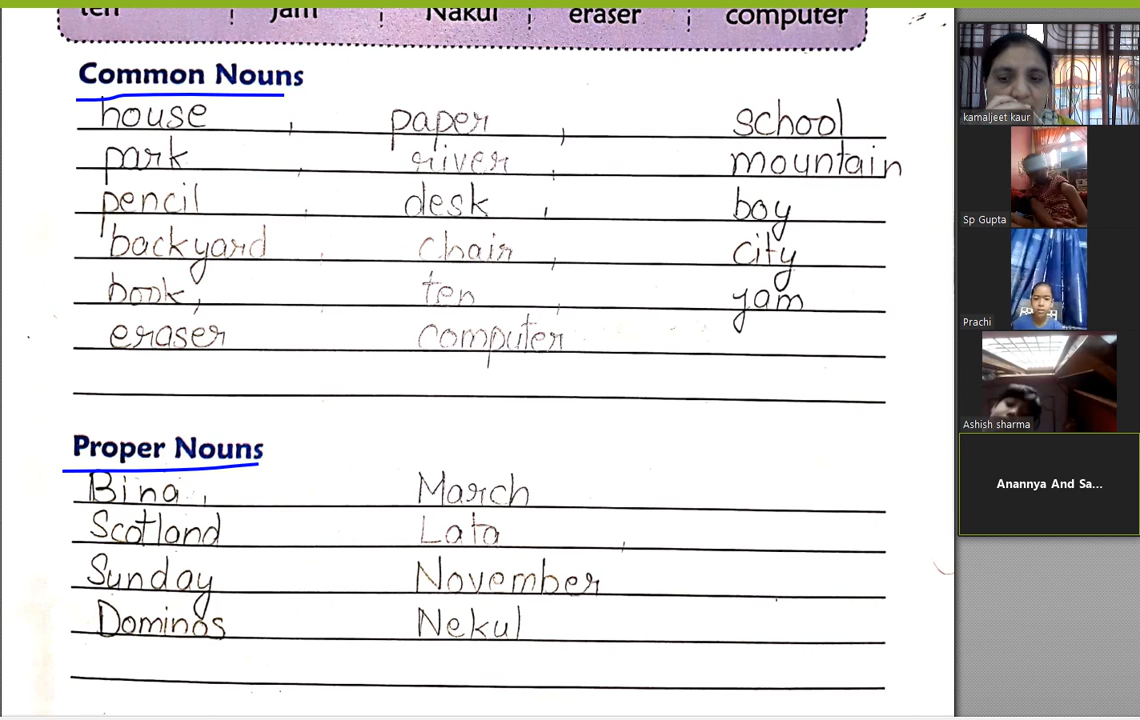 ten jam Nakul eraser computer
Common Nouns
house , paper , school
park , river , mountain
pencil , desk , boy
backyard , chair , city
book, ten , jam
eraser computer
Proper Nouns
Bina , March
Scotland Lata ,
Sunday November
Dominos Nekul
kamaljeet kaur
Sp Gupta
Prachi
Ashish sharma
Anannya And Sa...